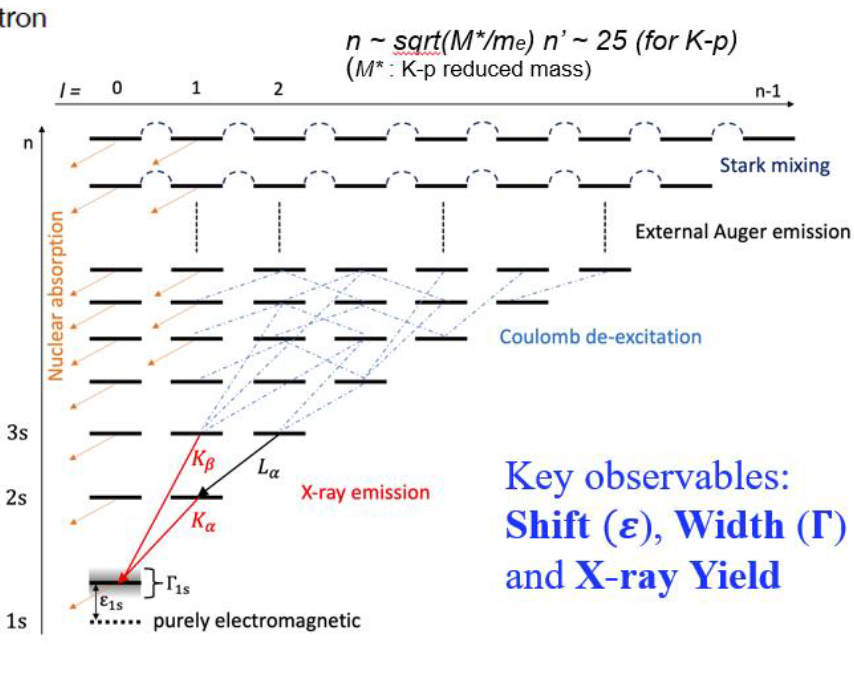 tron
n ~ sqrt(M*/me) n’ ~ 25 (for K-p)
(M* : K-p reduced mass)
l = 0 1 2 n-1
n
Stark mixing
External Auger emission
Nuclear absorption
Coulomb de-excitation
3s
Kβ
Lα
2s
X-ray emission
Kα
Key observables:
Shift (ε), Width (Γ)
and X-ray Yield
Γ1s
ε1s
1s
purely electromagnetic